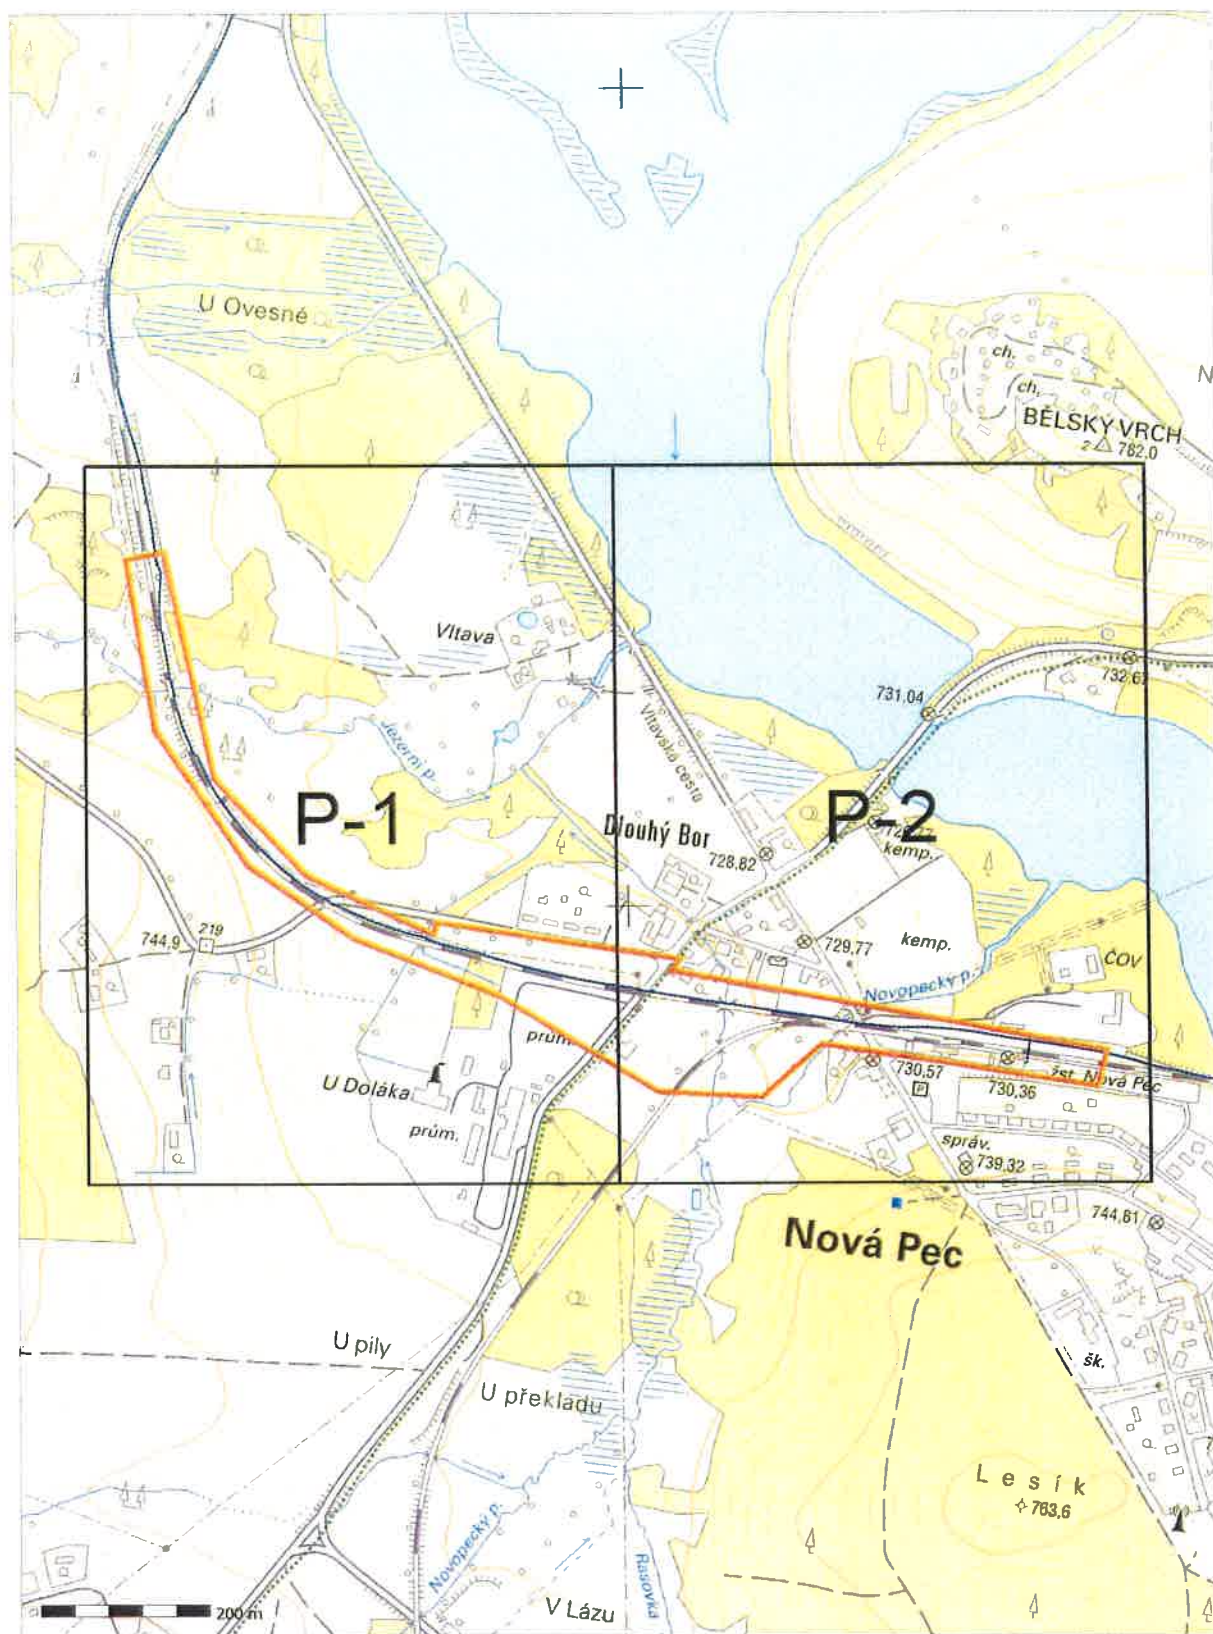 U Ovesné
ch.
ch.
N
BĚLSKÝ VRCH
2 782,0
Vltava
732,67
731,04
Vltavská cesta
Jezerní p.
P-1
P-2
Dlouhý Bor
kemp.
728,82
219
744,9
729,77
kemp.
ČOV
Novopecký p.
prům.
730,57
žst. Nová Pec
U Doláka
P
730,36
prům.
správ.
739,32
744,81
Nová Pec
U pily
šk.
U překladu
Lesík
763,6
Novopecký p.
Rasovka
V Lázu
200 m